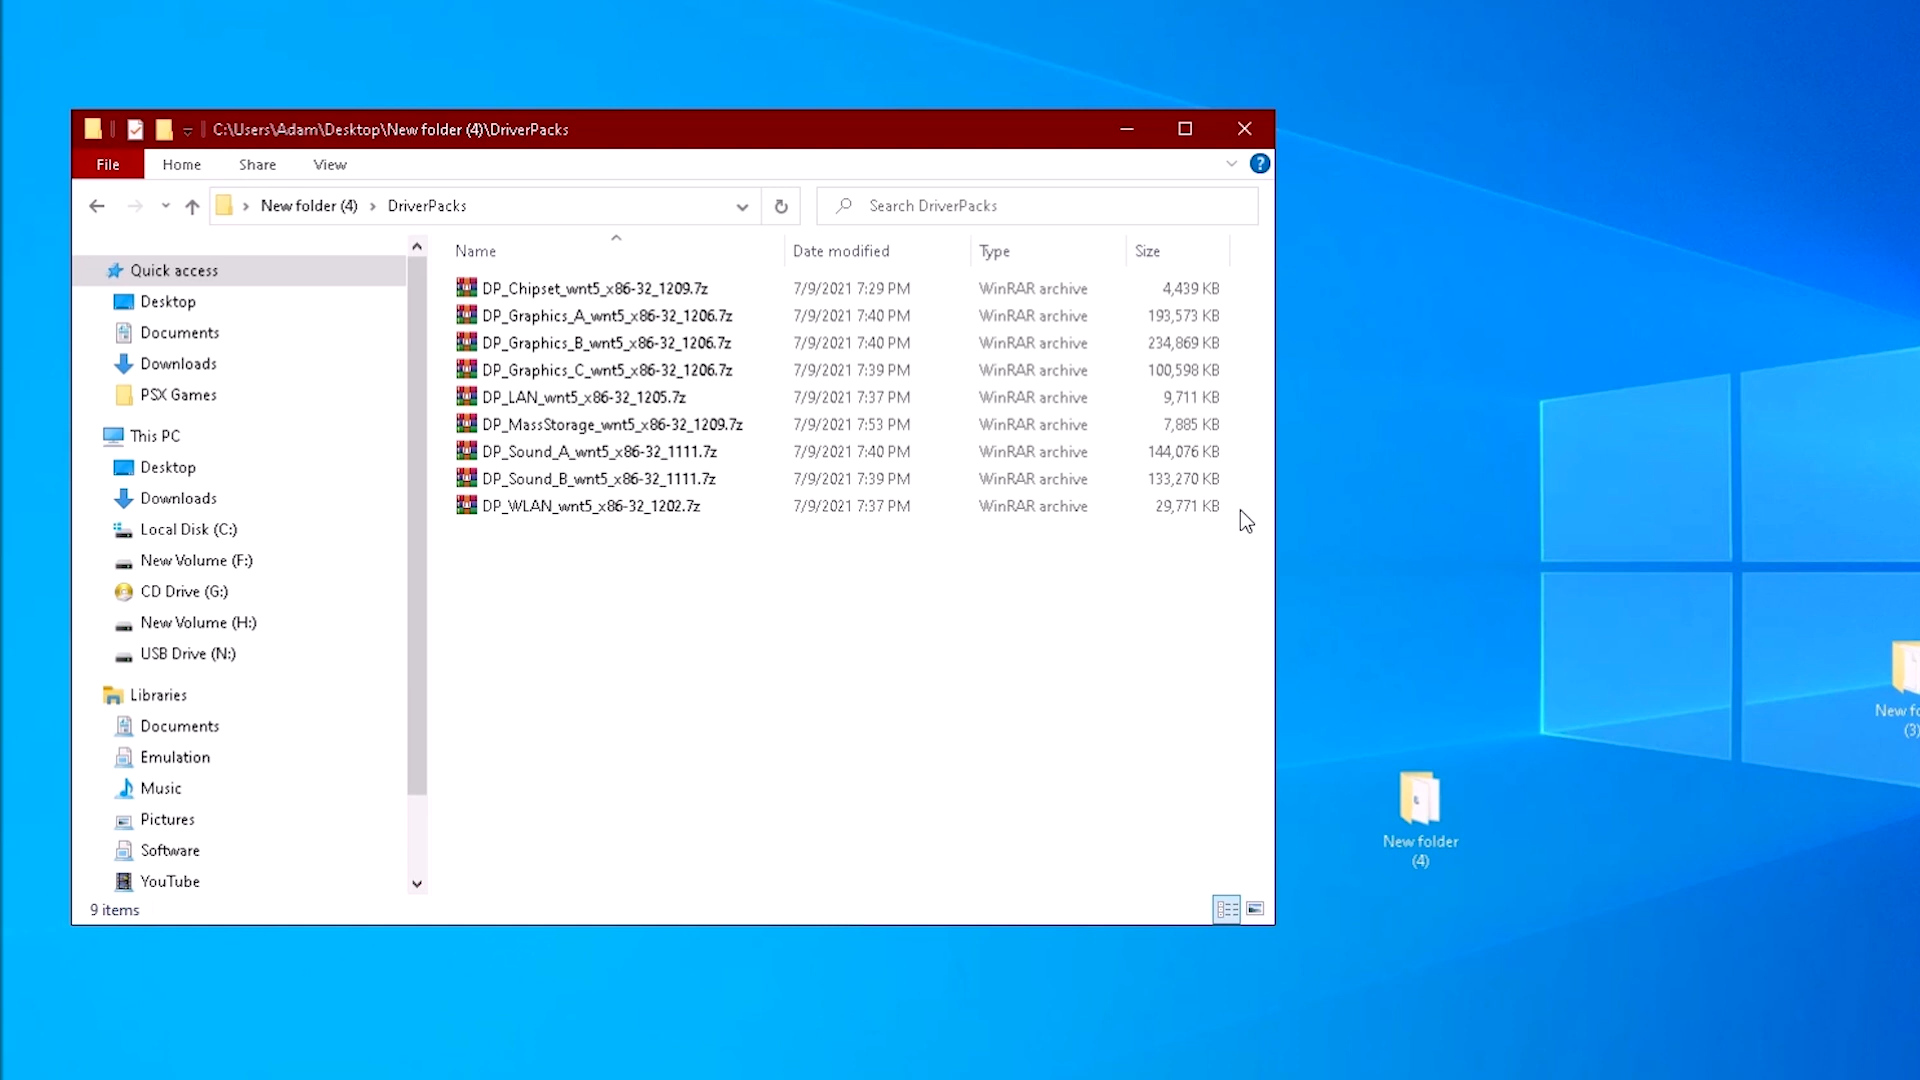 C:\Users\Adam\Desktop\New folder (4)\DriverPacks
File Home Share View
New folder (4) DriverPacks Search DriverPacks
Name Date modified Type Size
Quick access
Desktop
Documents
Downloads
PSX Games
This PC
Desktop
Downloads
Local Disk (C:)
New Volume (F:)
CD Drive (G:)
New Volume (H:)
USB Drive (N:)
Libraries
Documents
Emulation
Music
Pictures
Software
YouTube
DP_Chipset_wnt5_x86-32_1209.7z 7/9/2021 7:29 PM WinRAR archive 4,439 KB
DP_Graphics_A_wnt5_x86-32_1206.7z 7/9/2021 7:40 PM WinRAR archive 193,573 KB
DP_Graphics_B_wnt5_x86-32_1206.7z 7/9/2021 7:40 PM WinRAR archive 234,869 KB
DP_Graphics_C_wnt5_x86-32_1206.7z 7/9/2021 7:39 PM WinRAR archive 100,598 KB
DP_LAN_wnt5_x86-32_1205.7z 7/9/2021 7:37 PM WinRAR archive 9,711 KB
DP_MassStorage_wnt5_x86-32_1209.7z 7/9/2021 7:53 PM WinRAR archive 7,885 KB
DP_Sound_A_wnt5_x86-32_1111.7z 7/9/2021 7:40 PM WinRAR archive 144,076 KB
DP_Sound_B_wnt5_x86-32_1111.7z 7/9/2021 7:39 PM WinRAR archive 133,270 KB
DP_WLAN_wnt5_x86-32_1202.7z 7/9/2021 7:37 PM WinRAR archive 29,771 KB
9 items
New fo
(3)
New folder
(4)